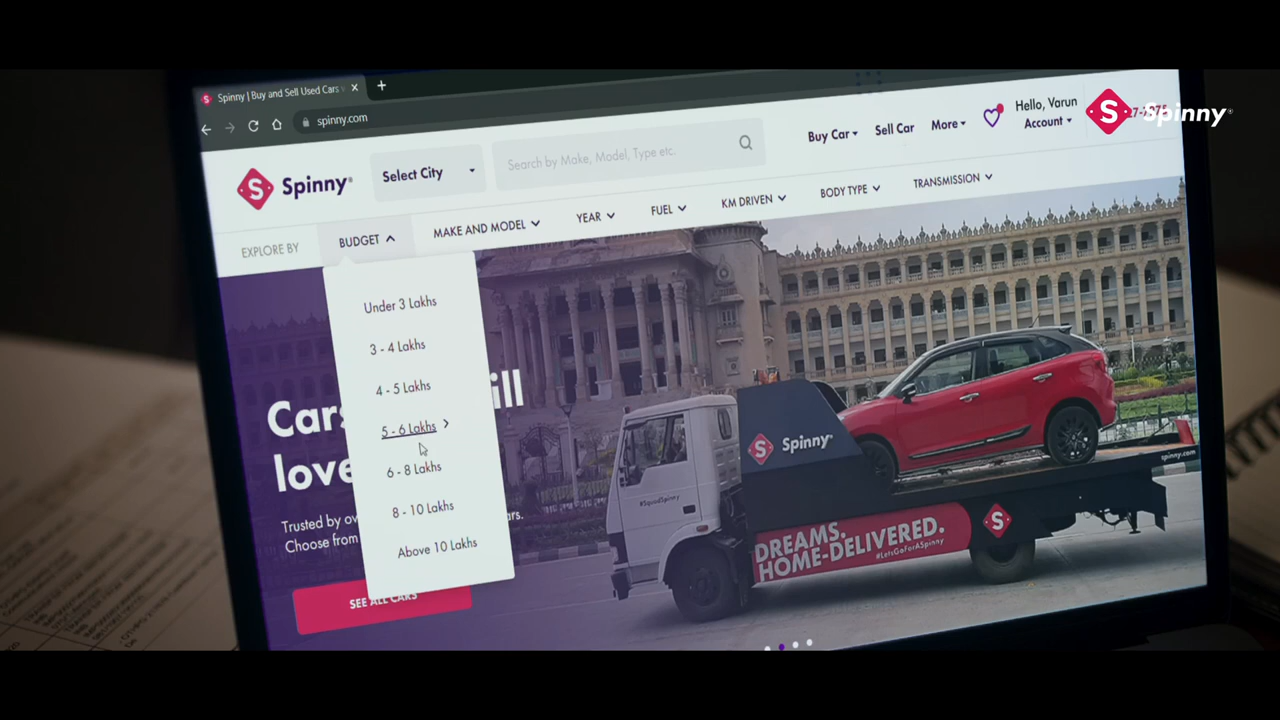 Spinny | Buy and Sell Used Cars
spinny.com
Spinny
Select City
Search by Make, Model, Type etc.
Buy Car
Sell Car
More
Hello, Varun
Account
Spinny
EXPLORE BY
BUDGET
MAKE AND MODEL
YEAR
FUEL
KM DRIVEN
BODY TYPE
TRANSMISSION
Under 3 Lakhs
3 - 4 Lakhs
4 - 5 Lakhs
5 - 6 Lakhs
6 - 8 Lakhs
8 - 10 Lakhs
Above 10 Lakhs
love
Trusted by
Choose from
SEE ALL CARS
Spinny
#SquadSpinny
DREAMS.
HOME-DELIVERED.
#LetsGoForASpinny
spinny.com